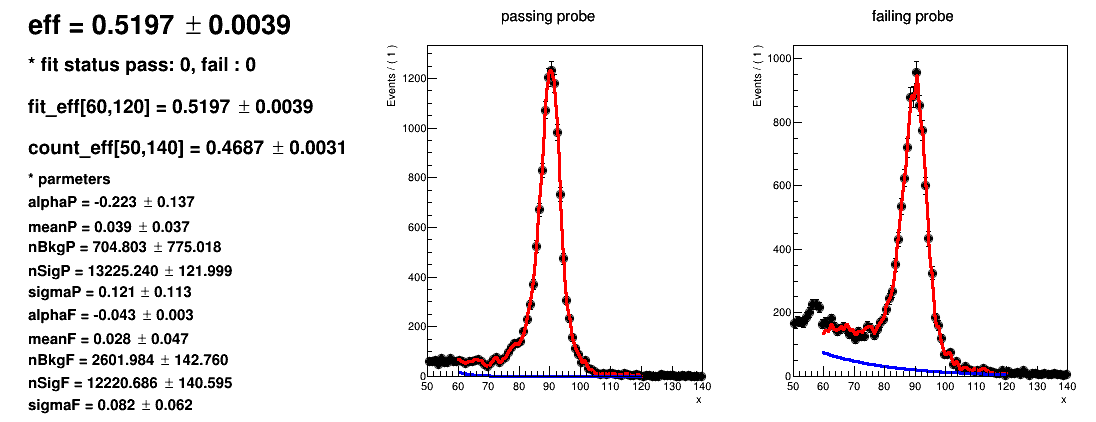 eff = 0.5197 ± 0.0039
* fit status pass: 0, fail : 0
fit_eff[60,120] = 0.5197 ± 0.0039
count_eff[50,140] = 0.4687 ± 0.0031
* parmeters
alphaP = -0.223 ± 0.137
meanP = 0.039 ± 0.037
nBkgP = 704.803 ± 775.018
nSigP = 13225.240 ± 121.999
sigmaP = 0.121 ± 0.113
alphaF = -0.043 ± 0.003
meanF = 0.028 ± 0.047
nBkgF = 2601.984 ± 142.760
nSigF = 12220.686 ± 140.595
sigmaF = 0.082 ± 0.062
passing probe
Events / ( 1 )
1200
1000
800
600
400
200
0
50 60 70 80 90 100 110 120 130 140
x
failing probe
Events / ( 1 )
1000
800
600
400
200
0
50 60 70 80 90 100 110 120 130 140
x